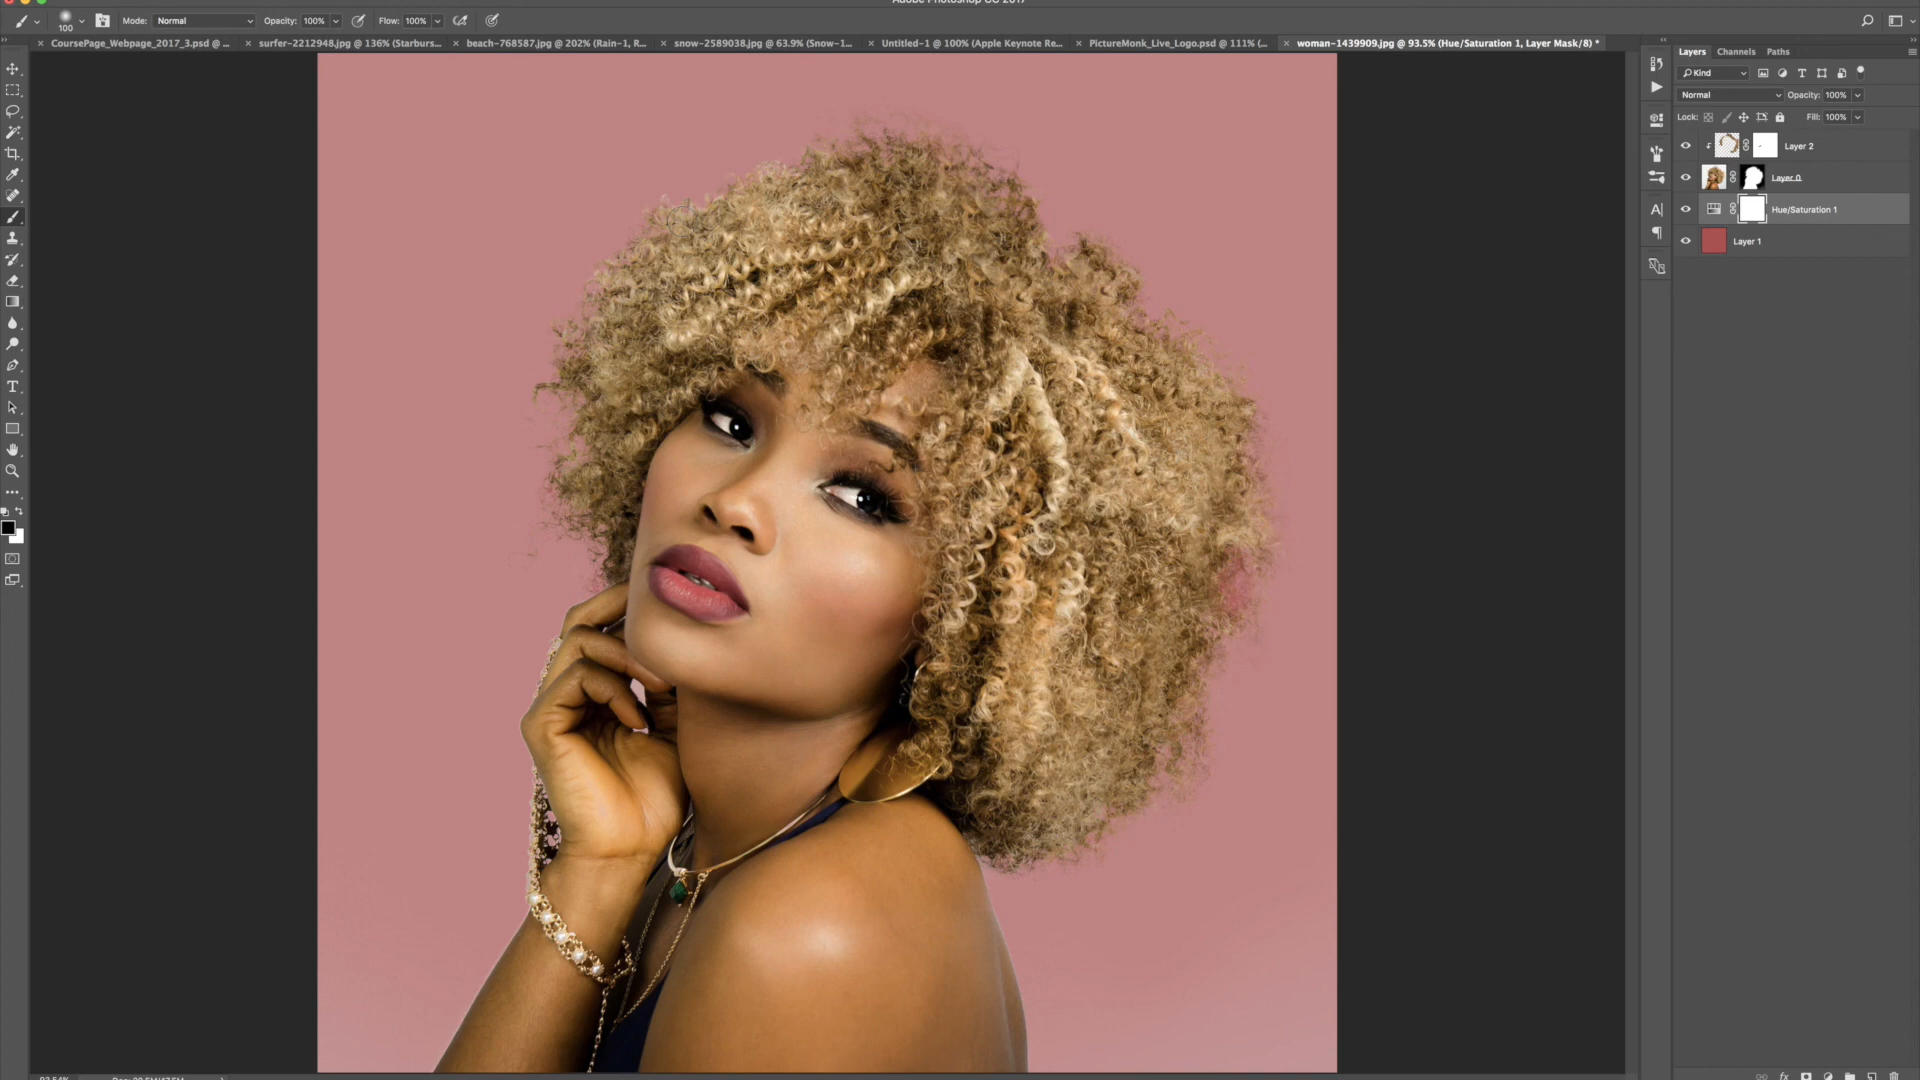 Adobe Photoshop CC 2017
100
Mode: Normal
Opacity: 100%
Flow: 100%
CoursePage_Webpage_2017_3.psd @ ...
surfer-2212948.jpg @ 136% (Starburs...
beach-768587.jpg @ 202% (Rain-1, R...
snow-2589038.jpg @ 63.9% (Snow-1...
Untitled-1 @ 100% (Apple Keynote Re...
PictureMonk_Live_Logo.psd @ 111% (...
woman-1439909.jpg @ 93.5% (Hue/Saturation 1, Layer Mask/8) *
Layers
Channels
Paths
Kind
Normal
Opacity: 100%
Lock:
Fill: 100%
Layer 2
Layer 0
Hue/Saturation 1
Layer 1